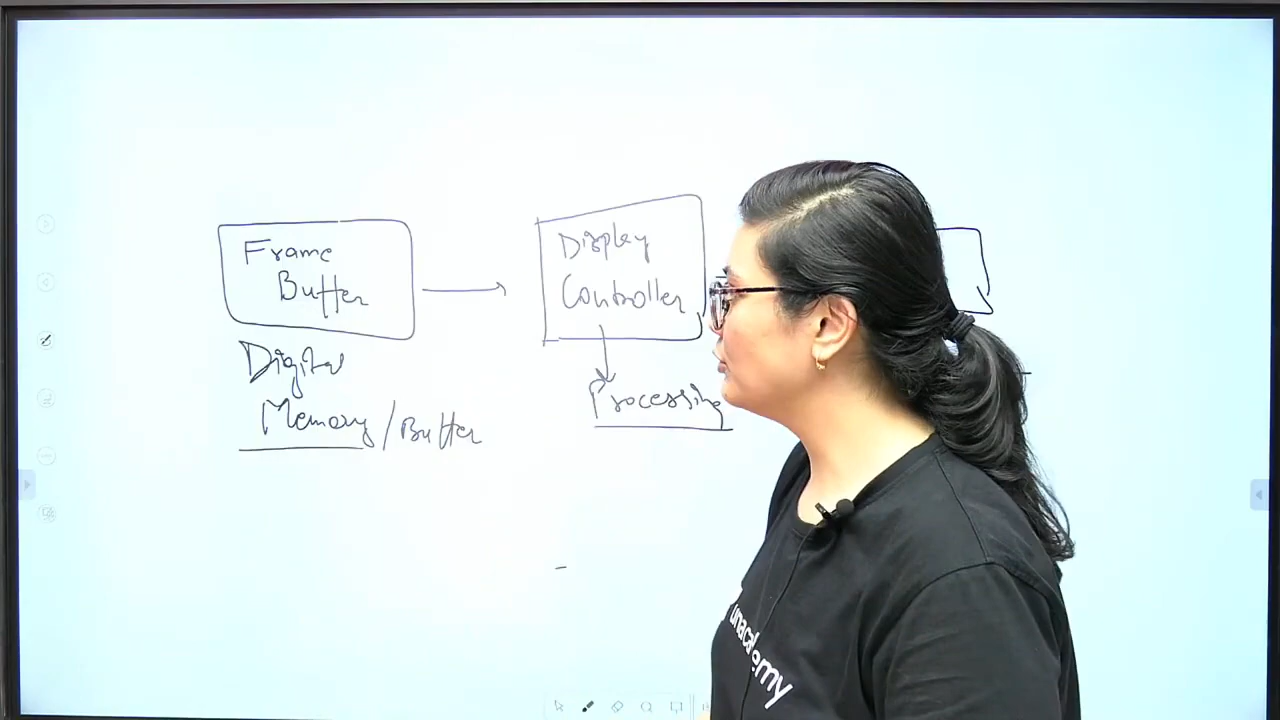 Frame
Buffer
Digital
Memory/Buffer
Display
Controller
Processing
unacademy